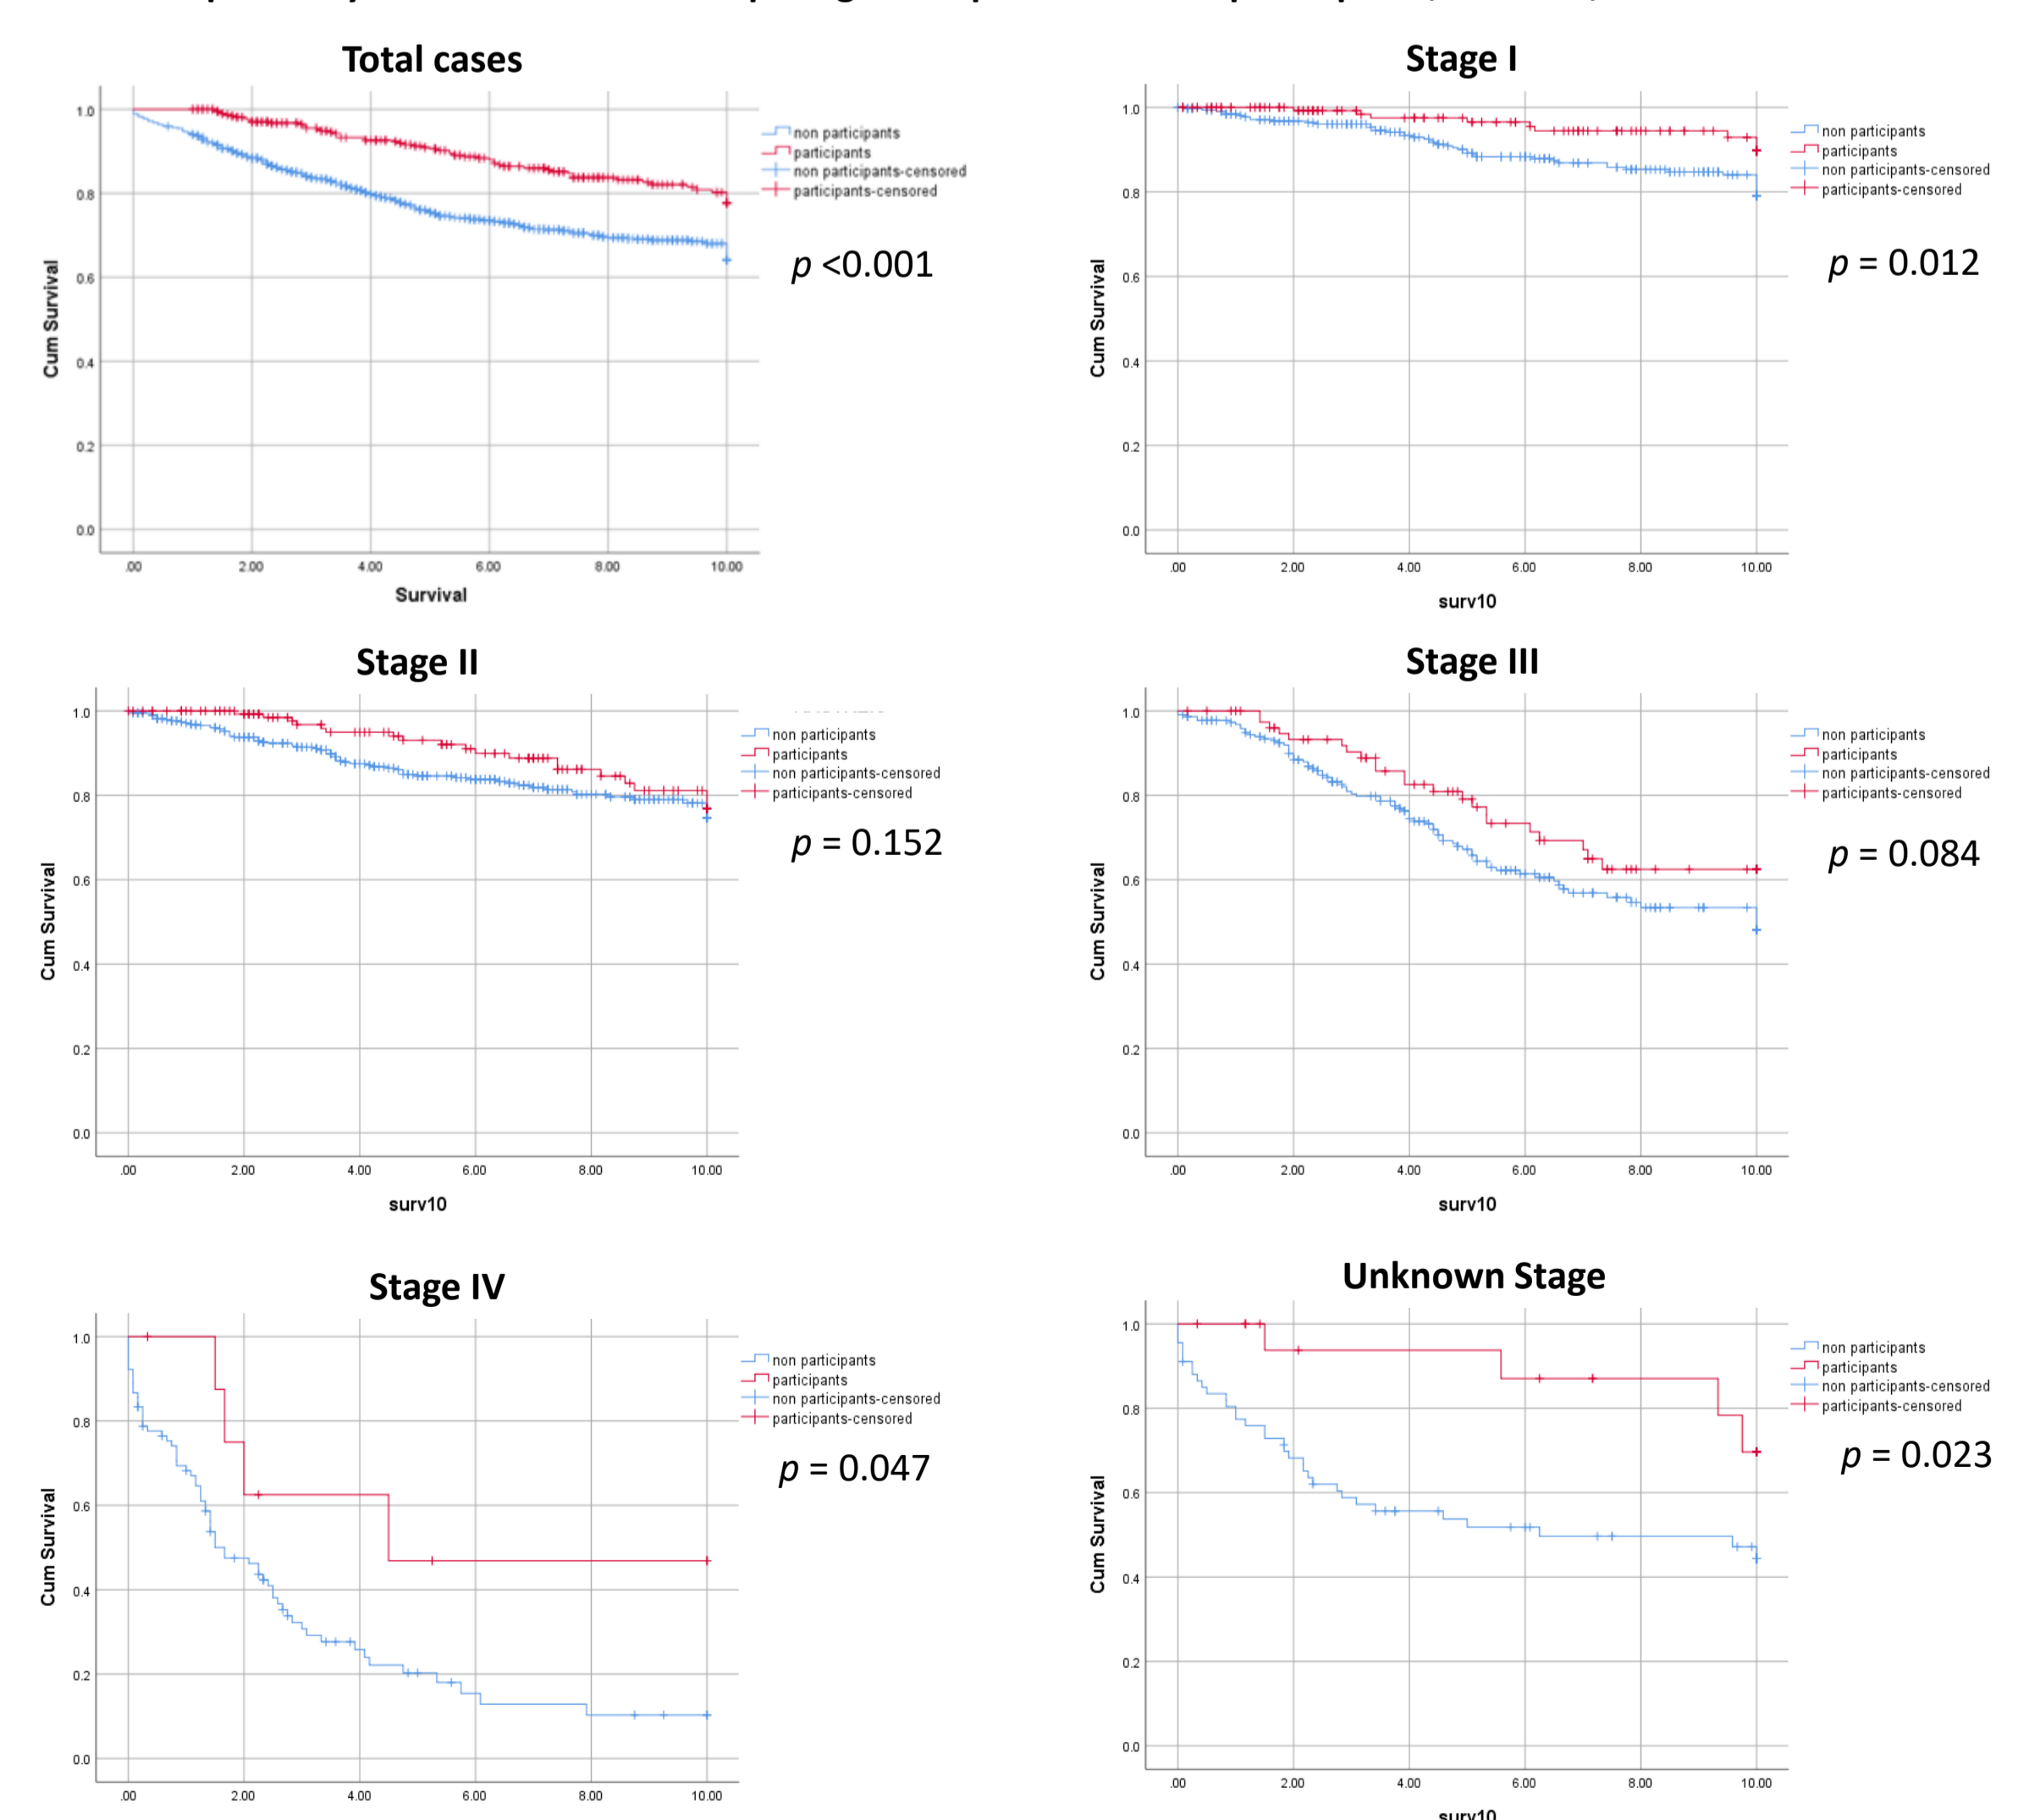 Total cases
1.0
0.8
0.6
0.4
0.2
0.0
Cum Survival
.00 2.00 4.00 6.00 8.00 10.00
Survival
non participants
participants
non participants-censored
participants-censored
p <0.001
Stage I
1.0
0.8
0.6
0.4
0.2
0.0
Cum Survival
.00 2.00 4.00 6.00 8.00 10.00
surv10
non participants
participants
non participants-censored
participants-censored
p = 0.012
Stage II
1.0
0.8
0.6
0.4
0.2
0.0
Cum Survival
.00 2.00 4.00 6.00 8.00 10.00
surv10
non participants
participants
non participants-censored
participants-censored
p = 0.152
Stage III
1.0
0.8
0.6
0.4
0.2
0.0
Cum Survival
.00 2.00 4.00 6.00 8.00 10.00
surv10
non participants
participants
non participants-censored
participants-censored
p = 0.084
Stage IV
1.0
0.8
0.6
0.4
0.2
0.0
Cum Survival
.00 2.00 4.00 6.00 8.00 10.00
non participants
participants
non participants-censored
participants-censored
p = 0.047
Unknown Stage
1.0
0.8
0.6
0.4
0.2
0.0
Cum Survival
.00 2.00 4.00 6.00 8.00 10.00
surv10
non participants
participants
non participants-censored
participants-censored
p = 0.023